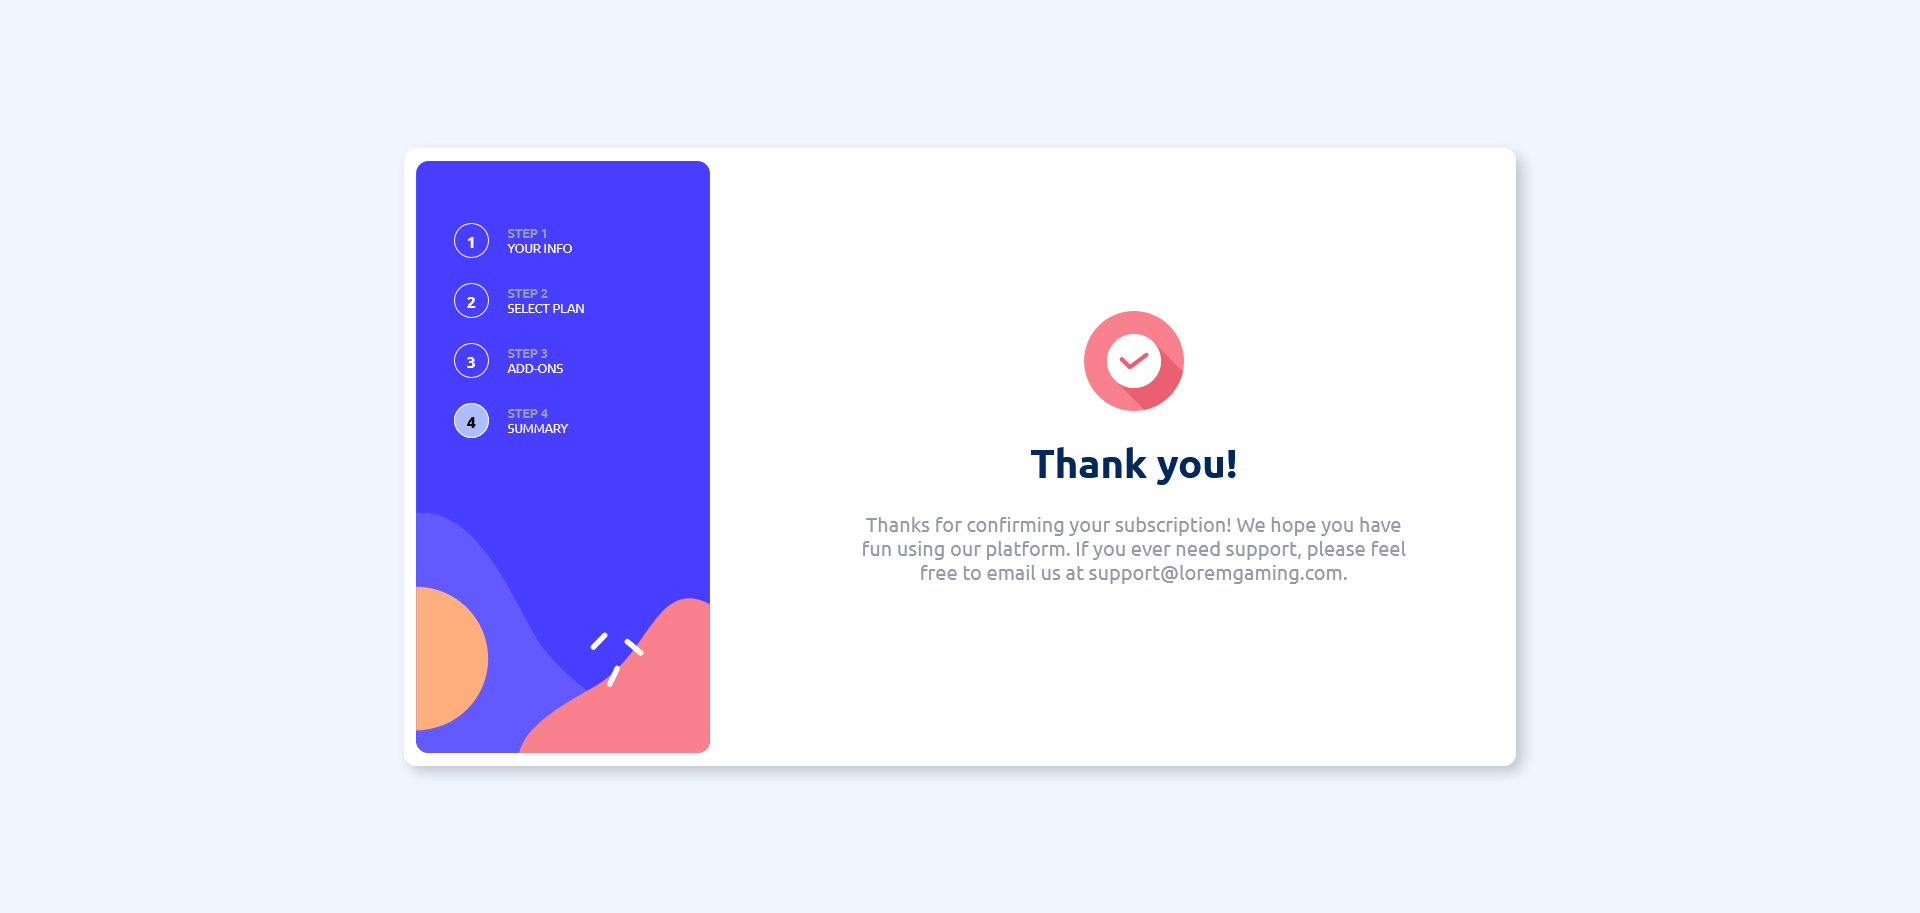 1
STEP 1
YOUR INFO
2
STEP 2
SELECT PLAN
3
STEP 3
ADD-ONS
4
STEP 4
SUMMARY
Thank you!
Thanks for confirming your subscription! We hope you have
fun using our platform. If you ever need support, please feel
free to email us at support@loremgaming.com.